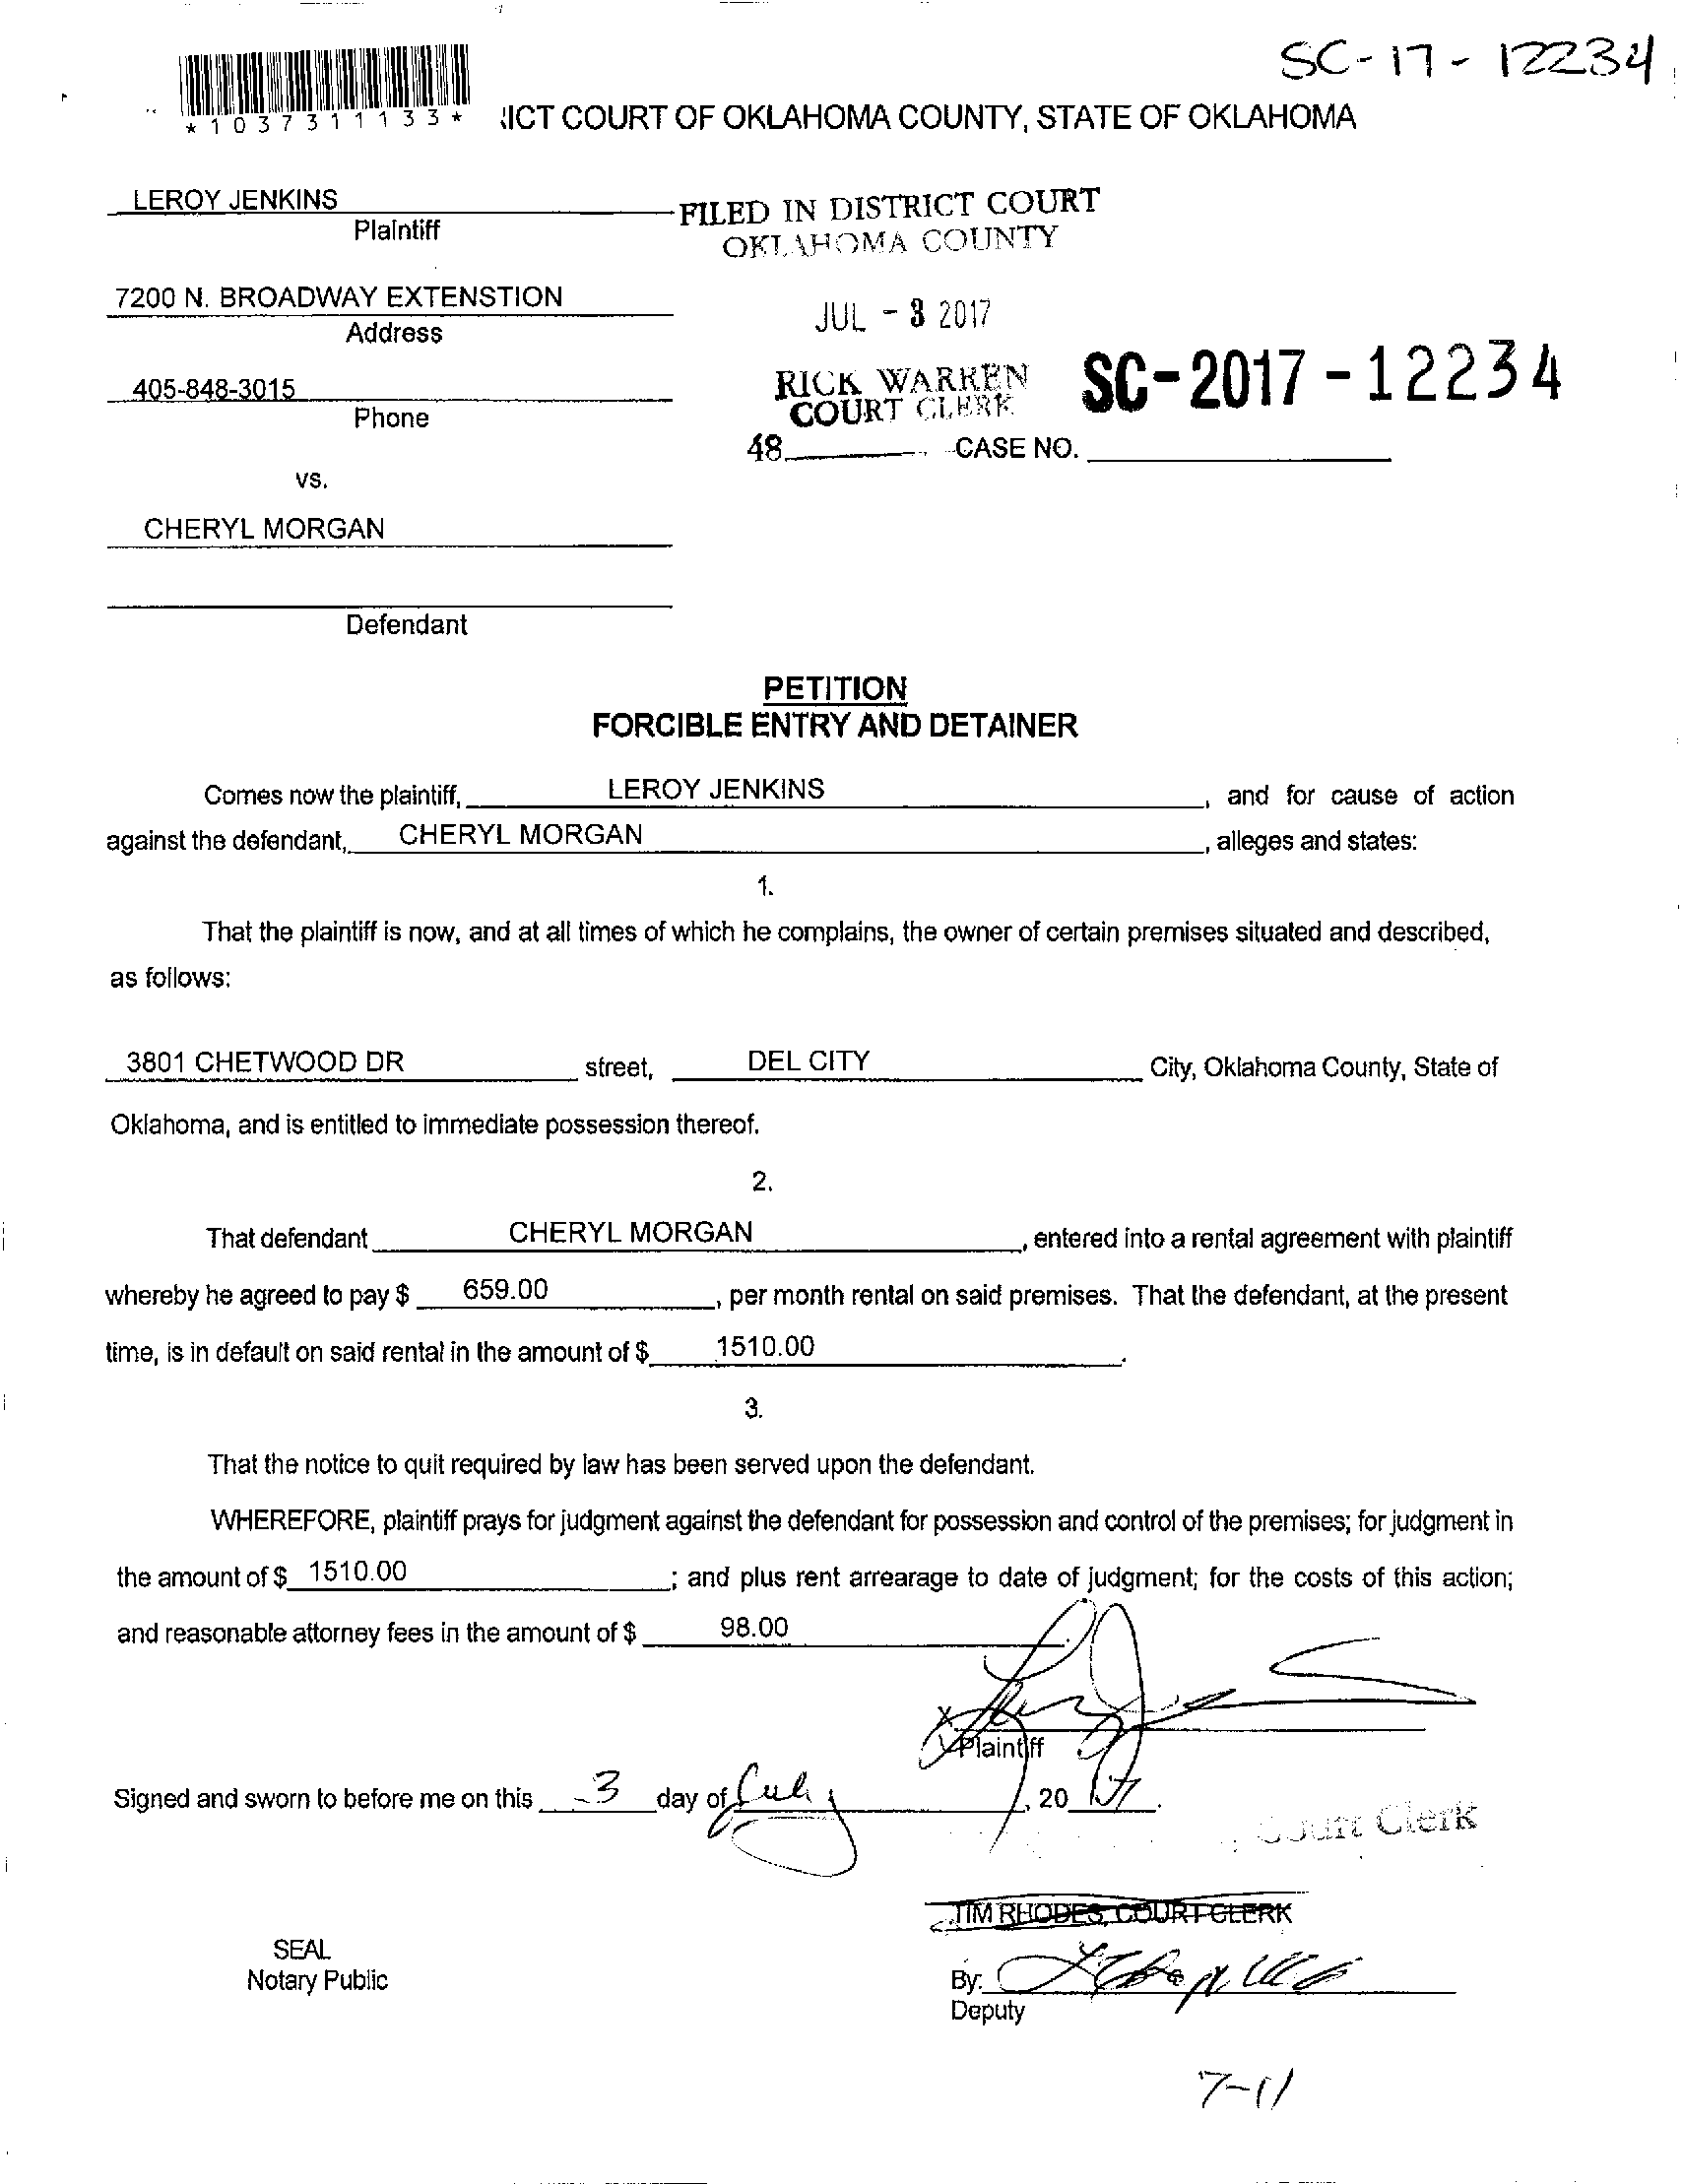 SC-17-12234
*1037311133*
ICT COURT OF OKLAHOMA COUNTY, STATE OF OKLAHOMA
LEROY JENKINS
Plaintiff
FILED IN DISTRICT COURT
OKLAHOMA COUNTY
7200 N. BROADWAY EXTENSTION
Address
JUL - 3 2017
405-848-3015
Phone
RICK WARREN
COURT CLERK
SC-2017-12234
48
CASE NO.
vs.
CHERYL MORGAN
Defendant
PETITION
FORCIBLE ENTRY AND DETAINER
Comes now the plaintiff, LEROY JENKINS, and for cause of action
against the defendant, CHERYL MORGAN, alleges and states:
1.
That the plaintiff is now, and at all times of which he complains, the owner of certain premises situated and described,
as follows:
3801 CHETWOOD DR street, DEL CITY City, Oklahoma County, State of
Oklahoma, and is entitled to immediate possession thereof.
2.
That defendant CHERYL MORGAN, entered into a rental agreement with plaintiff
whereby he agreed to pay $ 659.00, per month rental on said premises. That the defendant, at the present
time, is in default on said rental in the amount of $ 1510.00.
3.
That the notice to quit required by law has been served upon the defendant.
WHEREFORE, plaintiff prays for judgment against the defendant for possession and control of the premises; for judgment in
the amount of $ 1510.00; and plus rent arrearage to date of judgment; for the costs of this action;
and reasonable attorney fees in the amount of $ 98.00.
X
Plaintiff
Signed and sworn to before me on this 3 day of July, 2017.
Court Clerk
TIM RHODES, COURT CLERK
SEAL
Notary Public
By:
Deputy
7-11